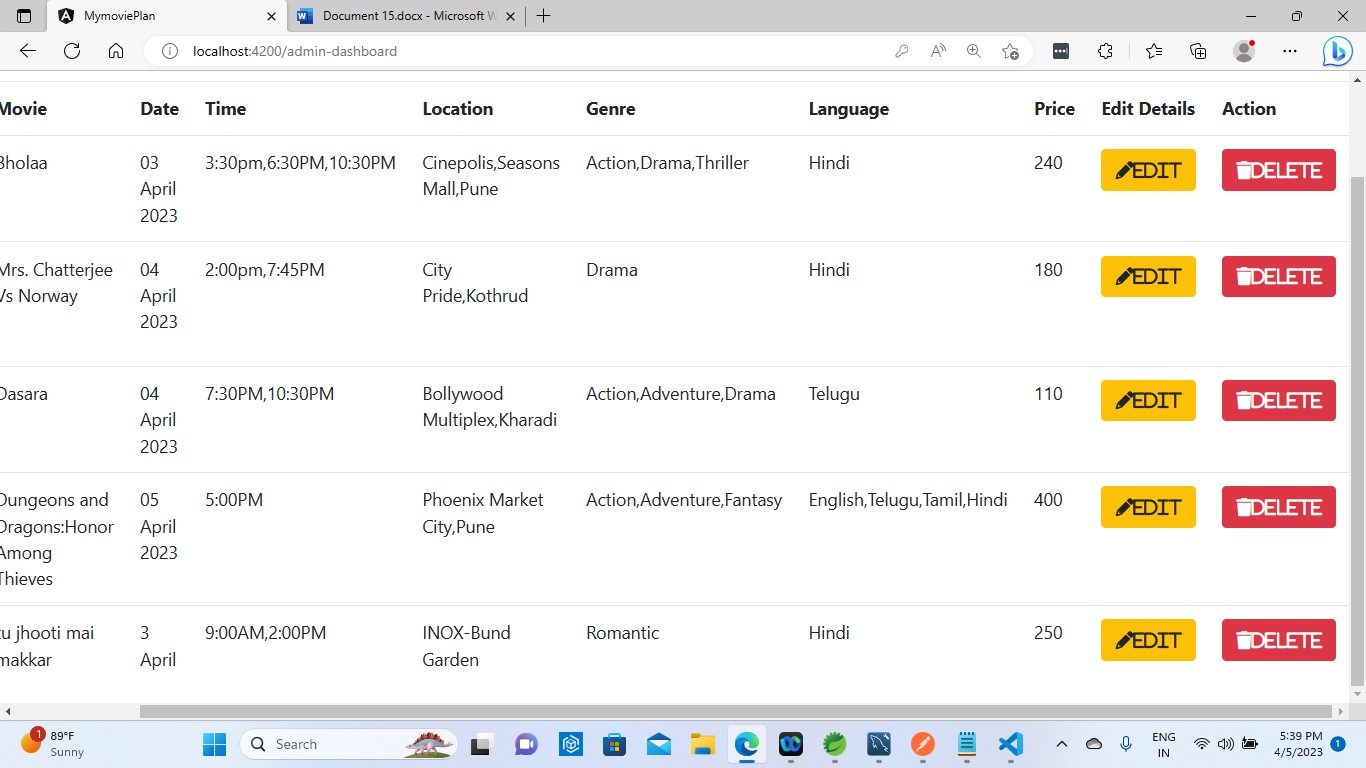 MymoviePlan
Document 15.docx - Microsoft W
localhost:4200/admin-dashboard
Movie Date Time Location Genre Language Price Edit Details Action
Bholaa 03 3:30pm,6:30PM,10:30PM Cinepolis,Seasons Action,Drama,Thriller Hindi 240 EDIT DELETE
April Mall,Pune
2023
Mrs. Chatterjee 04 2:00pm,7:45PM City Drama Hindi 180 EDIT DELETE
Vs Norway April Pride,Kothrud
2023
Dasara 04 7:30PM,10:30PM Bollywood Action,Adventure,Drama Telugu 110 EDIT DELETE
April Multiplex,Kharadi
2023
Dungeons and 05 5:00PM Phoenix Market Action,Adventure,Fantasy English,Telugu,Tamil,Hindi 400 EDIT DELETE
Dragons:Honor April City,Pune
Among 2023
Thieves
tu jhooti mai 3 9:00AM,2:00PM INOX-Bund Romantic Hindi 250 EDIT DELETE
makkar April Garden
1 89°F
Sunny
Search
ENG
IN
5:39 PM
4/5/2023
1